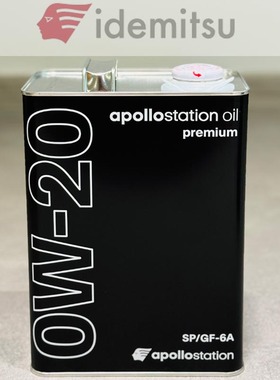 idemitsu
apollostation oil
premium
0W-20
SP/GF-6A
apollostation